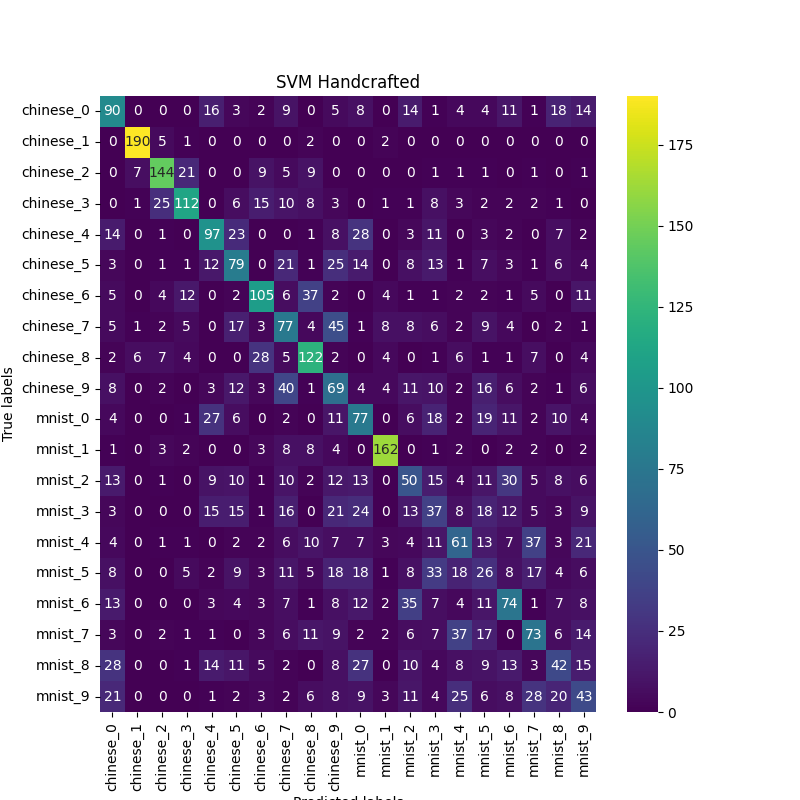 SVM Handcrafted
True labels
chinese_0 90 0 0 0 16 3 2 9 0 5 8 0 14 1 4 4 11 1 18 14
chinese_1 0 190 5 1 0 0 0 0 2 0 0 2 0 0 0 0 0 0 0 0
chinese_2 0 7 144 21 0 0 9 5 9 0 0 0 0 1 1 1 0 1 0 1
chinese_3 0 1 25 112 0 6 15 10 8 3 0 1 1 8 3 2 2 2 1 0
chinese_4 14 0 1 0 97 23 0 0 1 8 28 0 3 11 0 3 2 0 7 2
chinese_5 3 0 1 1 12 79 0 21 1 25 14 0 8 13 1 7 3 1 6 4
chinese_6 5 0 4 12 0 2 105 6 37 2 0 4 1 1 2 2 1 5 0 11
chinese_7 5 1 2 5 0 17 3 77 4 45 1 8 8 6 2 9 4 0 2 1
chinese_8 2 6 7 4 0 0 28 5 122 2 0 4 0 1 6 1 1 7 0 4
chinese_9 8 0 2 0 3 12 3 40 1 69 4 4 11 10 2 16 6 2 1 6
mnist_0 4 0 0 1 27 6 0 2 0 11 77 0 6 18 2 19 11 2 10 4
mnist_1 1 0 3 2 0 0 3 8 8 4 0 162 0 1 2 0 2 2 0 2
mnist_2 13 0 1 0 9 10 1 10 2 12 13 0 50 15 4 11 30 5 8 6
mnist_3 3 0 0 0 15 15 1 16 0 21 24 0 13 37 8 18 12 5 3 9
mnist_4 4 0 1 1 0 2 2 6 10 7 7 3 4 11 61 13 7 37 3 21
mnist_5 8 0 0 5 2 9 3 11 5 18 18 1 8 33 18 26 8 17 4 6
mnist_6 13 0 0 0 3 4 3 7 1 8 12 2 35 7 4 11 74 1 7 8
mnist_7 3 0 2 1 1 0 3 6 11 9 2 2 6 7 37 17 0 73 6 14
mnist_8 28 0 0 1 14 11 5 2 0 8 27 0 10 4 8 9 13 3 42 15
mnist_9 21 0 0 0 1 2 3 2 6 8 9 3 11 4 25 6 8 28 20 43
chinese_0 chinese_1 chinese_2 chinese_3 chinese_4 chinese_5 chinese_6 chinese_7 chinese_8 chinese_9 mnist_0 mnist_1 mnist_2 mnist_3 mnist_4 mnist_5 mnist_6 mnist_7 mnist_8 mnist_9
Predicted labels
175
150
125
100
75
50
25
0